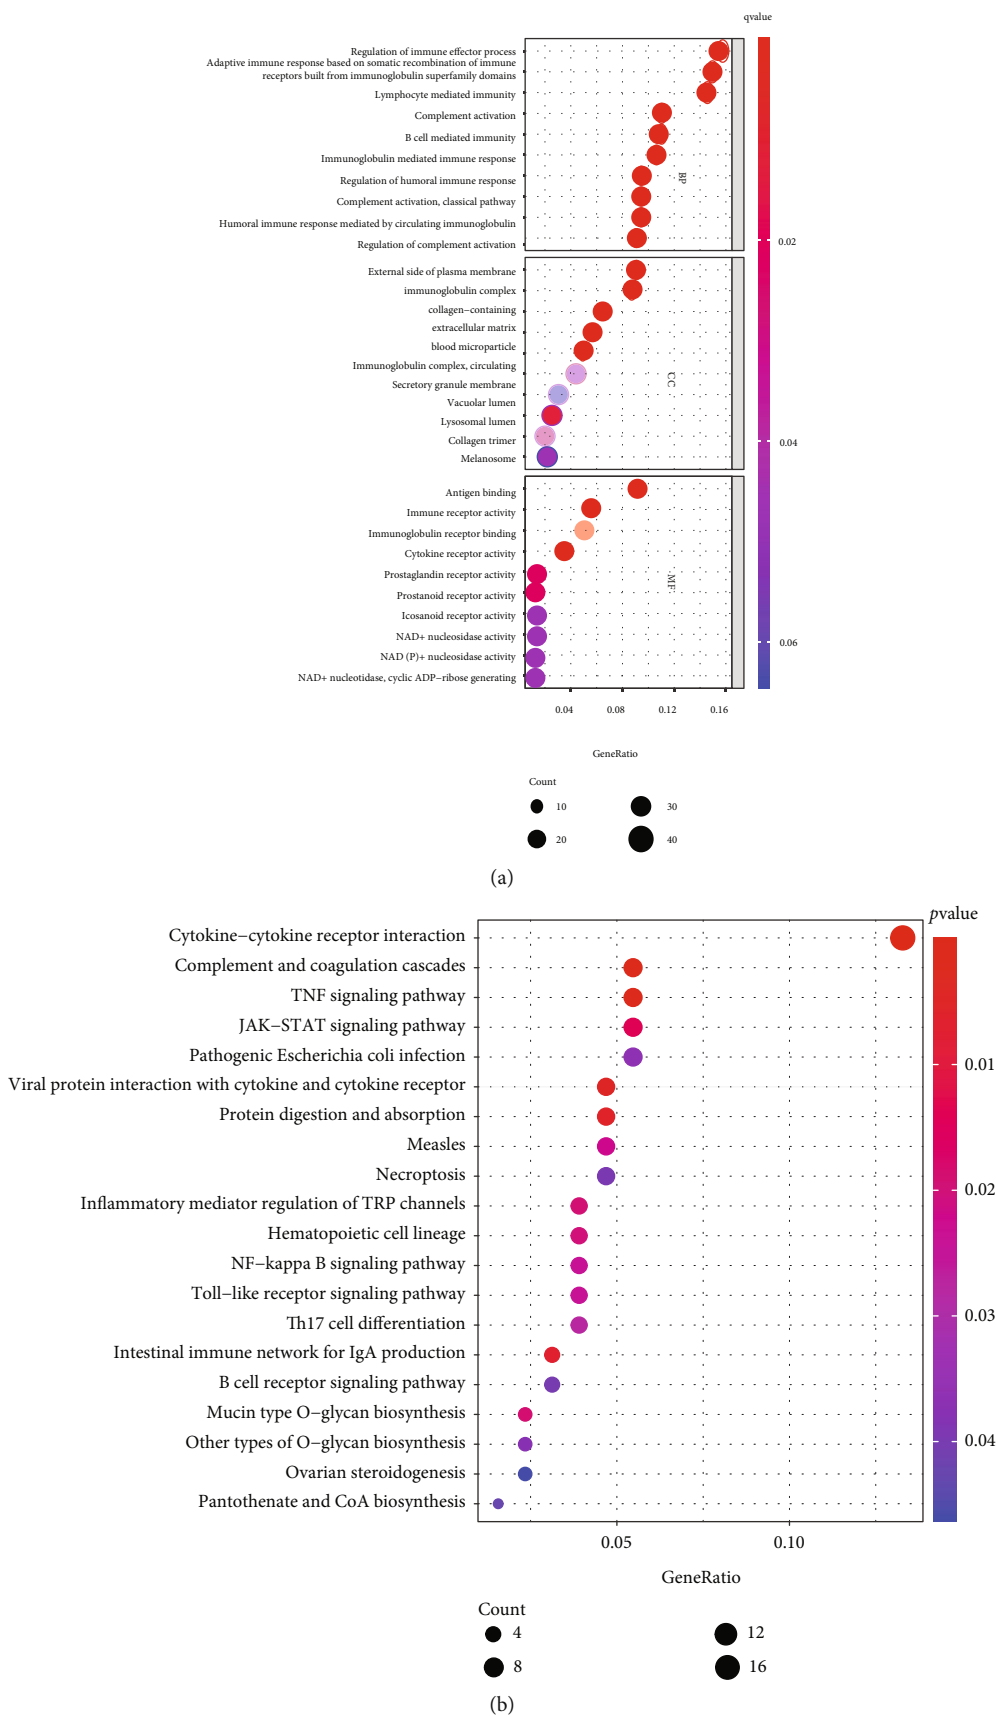 qvalue
Regulation of immune effector process
Adaptive immune response based on somatic recombination of immune
receptors built from immunoglobulin superfamily domains
Lymphocyte mediated immunity
Complement activation
B cell mediated immunity
Immunoglobulin mediated immune response
Regulation of humoral immune response
Complement activation, classical pathway
Humoral immune response mediated by circulating immunoglobulin
Regulation of complement activation
BP
0.02
External side of plasma membrane
immunoglobulin complex
collagen−containing
extracellular matrix
blood microparticle
Immunoglobulin complex, circulating
Secretory granule membrane
Vacuolar lumen
Lysosomal lumen
Collagen trimer
Melanosome
CC
0.04
Antigen binding
Immune receptor activity
Immunoglobulin receptor binding
Cytokine receptor activity
Prostaglandin receptor activity
Prostanoid receptor activity
Icosanoid receptor activity
NAD+ nucleosidase activity
NAD (P)+ nucleosidase activity
NAD+ nucleotidase, cyclic ADP−ribose generating
MF
0.06
0.04 0.08 0.12 0.16
GeneRatio
Count
10 30
20 40
(a)
pvalue
Cytokine−cytokine receptor interaction
Complement and coagulation cascades
TNF signaling pathway
JAK−STAT signaling pathway
Pathogenic Escherichia coli infection
Viral protein interaction with cytokine and cytokine receptor
Protein digestion and absorption
Measles
Necroptosis
Inflammatory mediator regulation of TRP channels
Hematopoietic cell lineage
NF−kappa B signaling pathway
Toll−like receptor signaling pathway
Th17 cell differentiation
Intestinal immune network for IgA production
B cell receptor signaling pathway
Mucin type O−glycan biosynthesis
Other types of O−glycan biosynthesis
Ovarian steroidogenesis
Pantothenate and CoA biosynthesis
0.01
0.02
0.03
0.04
0.05 0.10
GeneRatio
Count
4 12
8 16
(b)